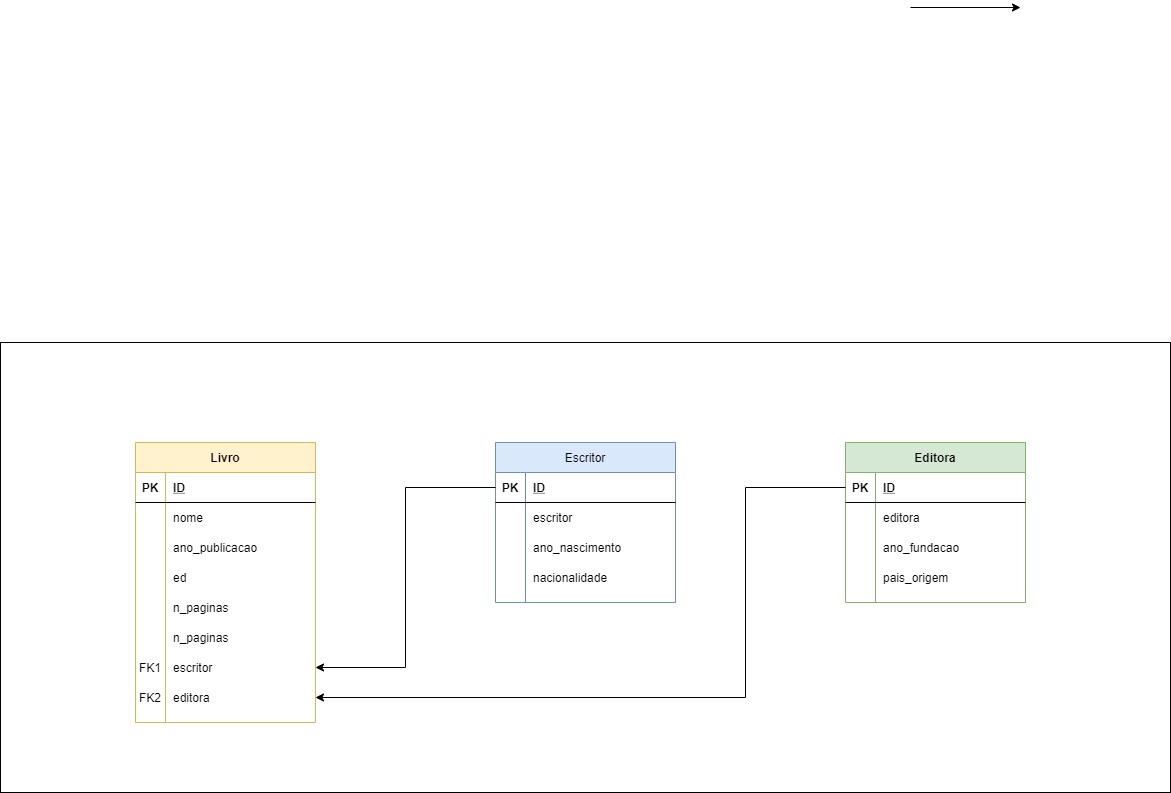 Livro
PK ID
nome
ano_publicacao
ed
n_paginas
n_paginas
FK1 escritor
FK2 editora
Escritor
PK ID
escritor
ano_nascimento
nacionalidade
Editora
PK ID
editora
ano_fundacao
pais_origem